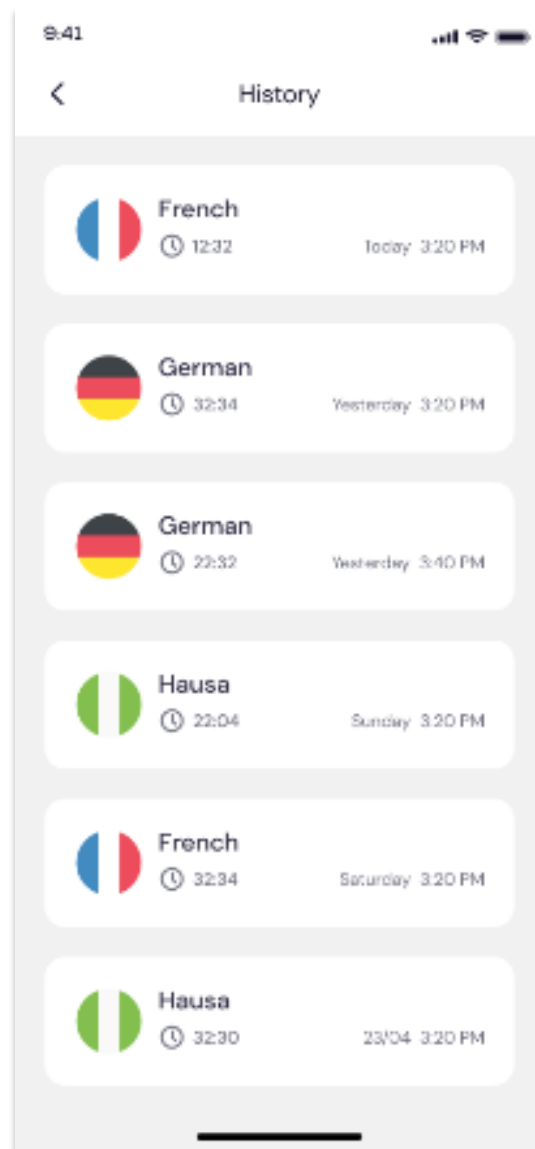 9:41
History
French
12:32 Today 3:20 PM
German
32:34 Yesterday 3:20 PM
German
22:32 Yesterday 3:40 PM
Hausa
22:04 Sunday 3:20 PM
French
32:34 Saturday 3:20 PM
Hausa
32:30 23/04 3:20 PM